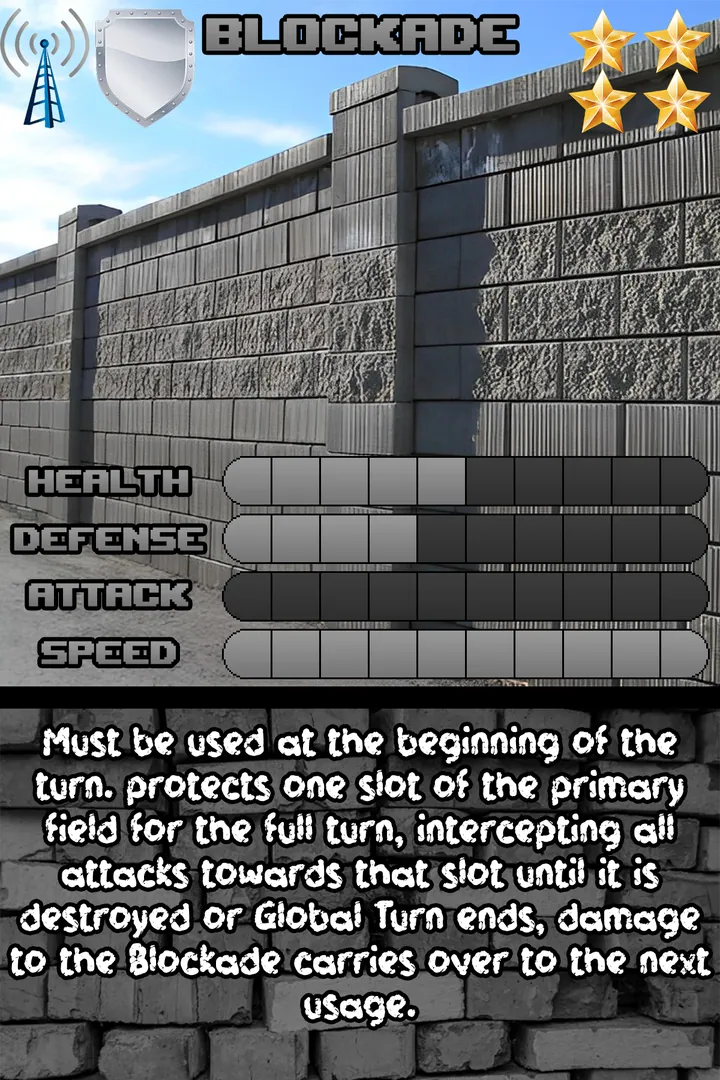 BLOCKADE
HEALTH
DEFENSE
ATTACK
SPEED
Must be used at the beginning of the
turn. protects one slot of the primary
field for the full turn, intercepting all
attacks towards that slot until it is
destroyed or Global Turn ends, damage
to the Blockade carries over to the next
usage.